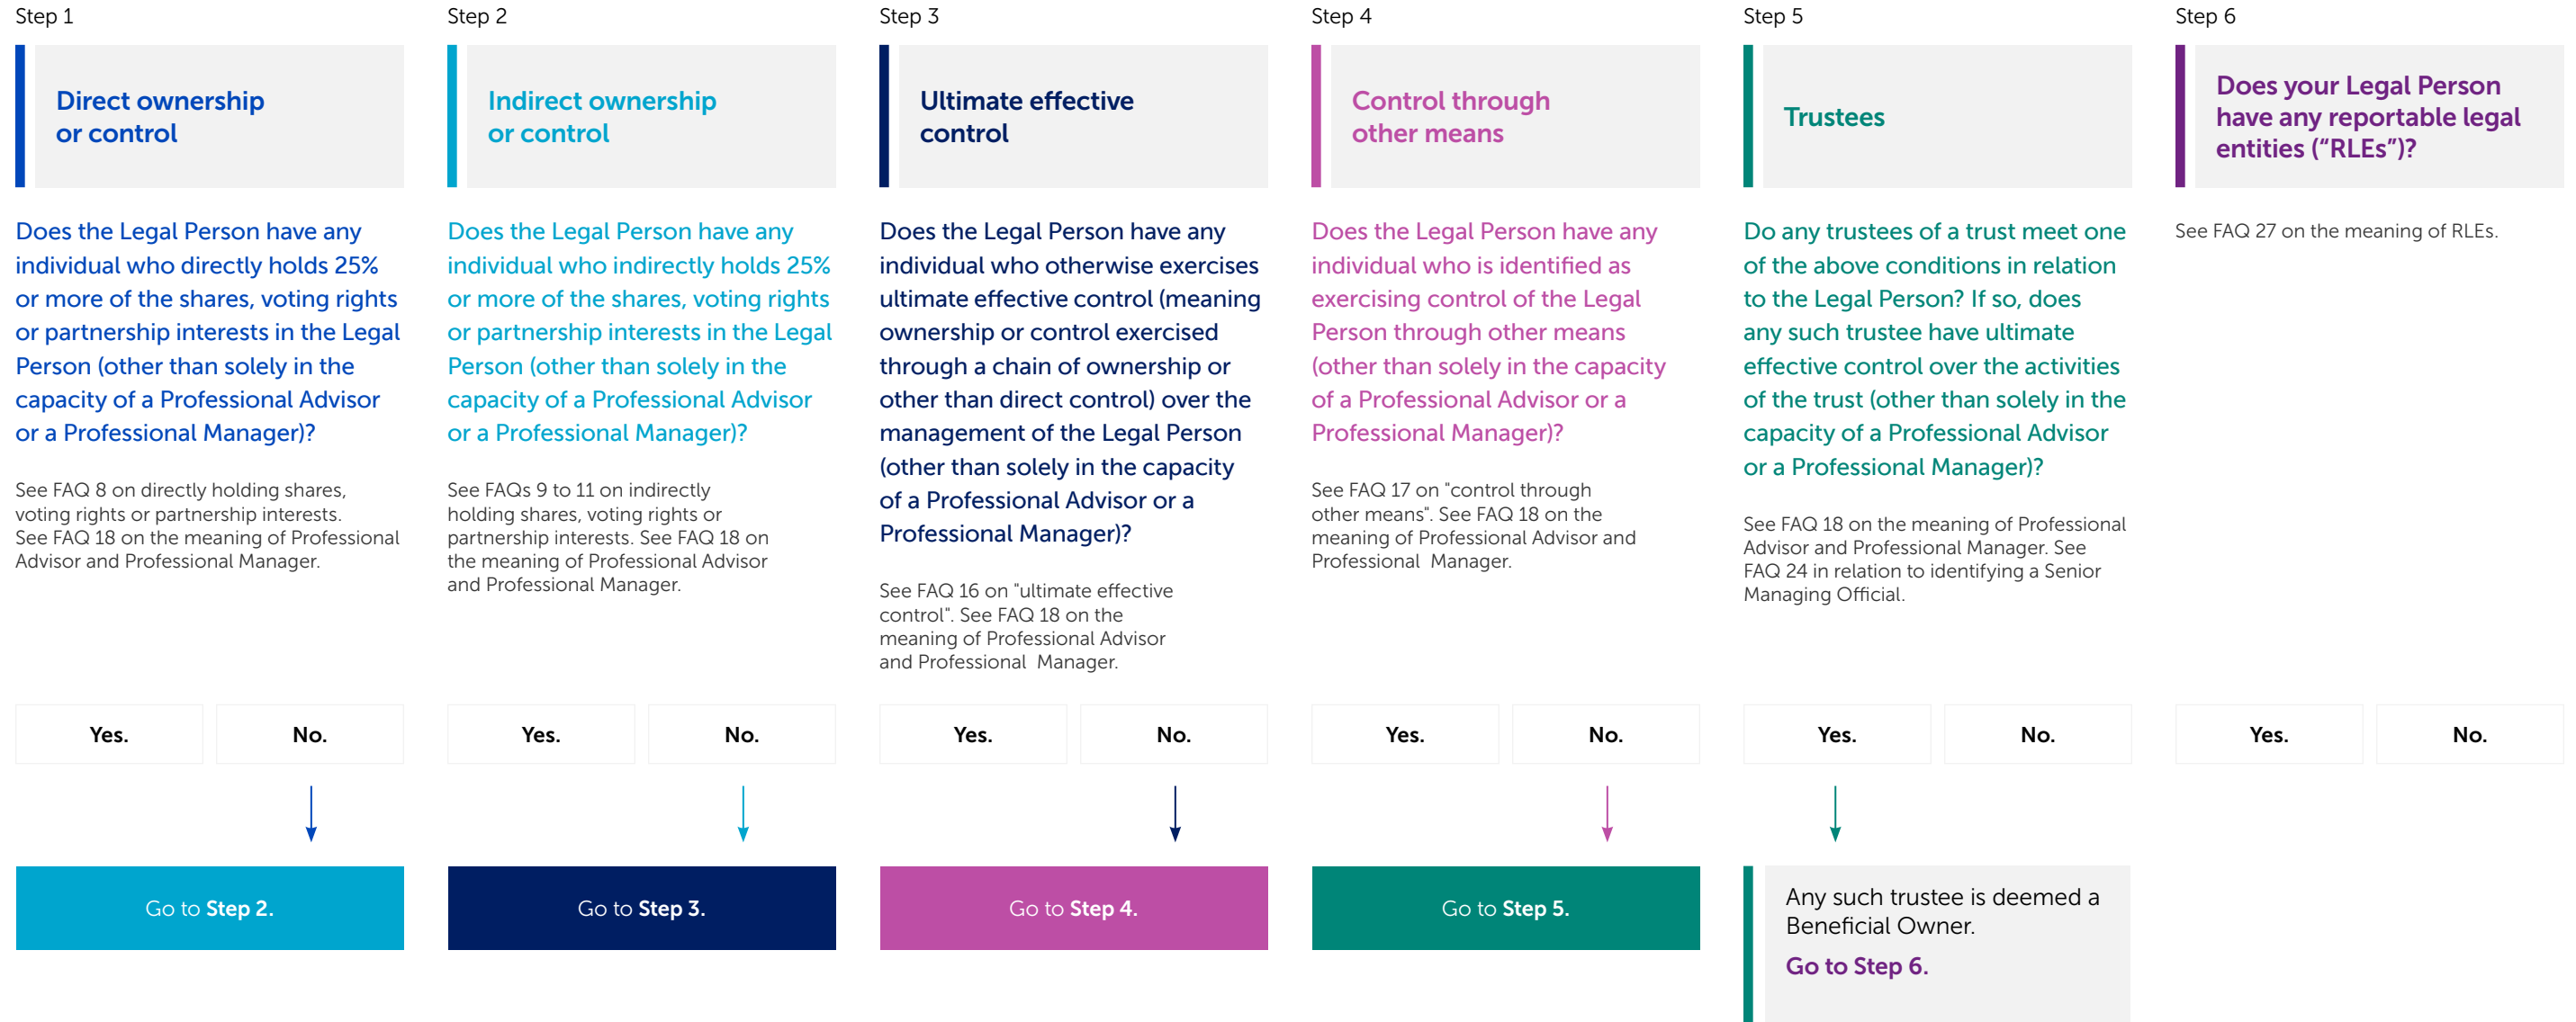 Step 1
Direct ownership
or control
Does the Legal Person have any
individual who directly holds 25%
or more of the shares, voting rights
or partnership interests in the Legal
Person (other than solely in the
capacity of a Professional Advisor
or a Professional Manager)?
See FAQ 8 on directly holding shares,
voting rights or partnership interests.
See FAQ 18 on the meaning of Professional
Advisor and Professional Manager.
Yes.
No.
Go to Step 2.
Step 2
Indirect ownership
or control
Does the Legal Person have any
individual who indirectly holds 25%
or more of the shares, voting rights
or partnership interests in the Legal
Person (other than solely in the
capacity of a Professional Advisor
or a Professional Manager)?
See FAQs 9 to 11 on indirectly
holding shares, voting rights or
partnership interests. See FAQ 18 on
the meaning of Professional Advisor
and Professional Manager.
Yes.
No.
Go to Step 3.
Step 3
Ultimate effective
control
Does the Legal Person have any
individual who otherwise exercises
ultimate effective control (meaning
ownership or control exercised
through a chain of ownership or
other than direct control) over the
management of the Legal Person
(other than solely in the capacity
of a Professional Advisor or a
Professional Manager)?
See FAQ 16 on "ultimate effective
control". See FAQ 18 on the
meaning of Professional Advisor
and Professional  Manager.
Yes.
No.
Go to Step 4.
Step 4
Control through
other means
Does the Legal Person have any
individual who is identified as
exercising control of the Legal
Person through other means
(other than solely in the capacity
of a Professional Advisor or a
Professional Manager)?
See FAQ 17 on "control through
other means". See FAQ 18 on the
meaning of Professional Advisor and
Professional  Manager.
Yes.
No.
Go to Step 5.
Step 5
Trustees
Do any trustees of a trust meet one
of the above conditions in relation
to the Legal Person? If so, does
any such trustee have ultimate
effective control over the activities
of the trust (other than solely in the
capacity of a Professional Advisor
or a Professional Manager)?
See FAQ 18 on the meaning of Professional
Advisor and Professional Manager. See
FAQ 24 in relation to identifying a Senior
Managing Official.
Yes.
No.
Any such trustee is deemed a
Beneficial Owner.
Go to Step 6.
Step 6
Does your Legal Person
have any reportable legal
entities (“RLEs”)?
See FAQ 27 on the meaning of RLEs.
Yes.
No.